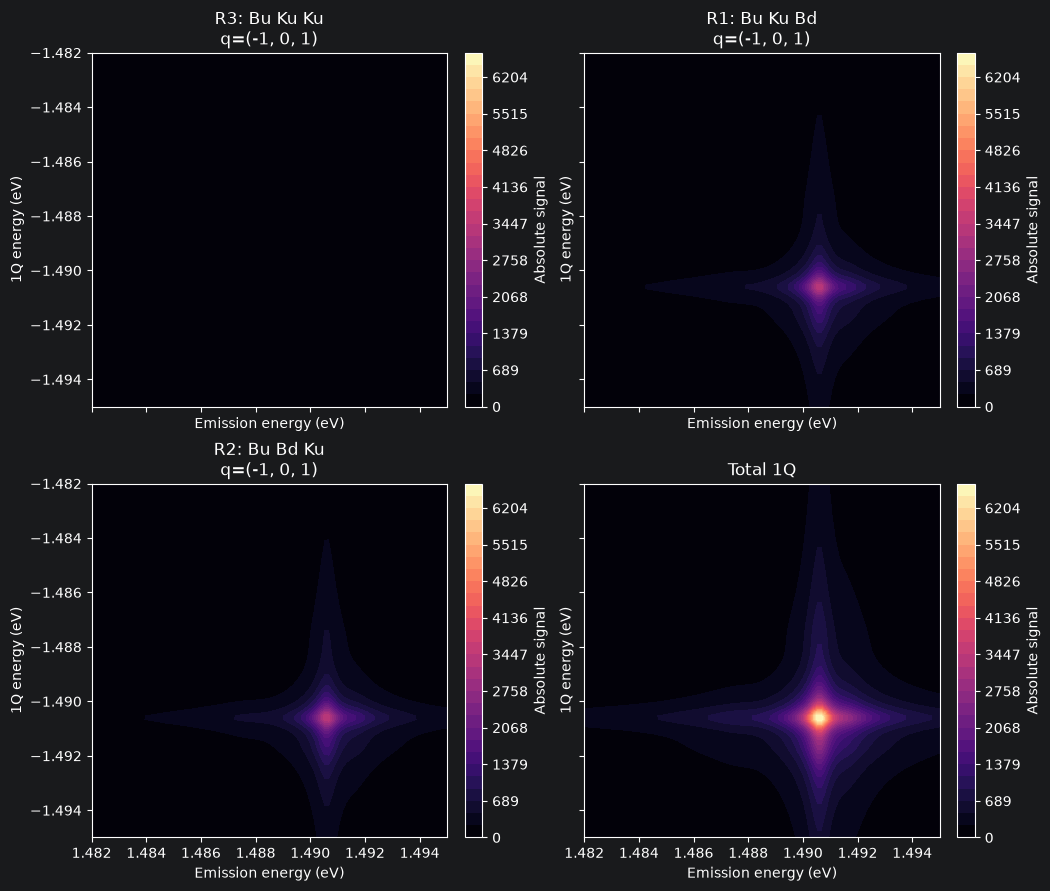 R3: Bu Ku Ku
q=(-1, 0, 1)
−1.482
−1.484
−1.486
−1.488
−1.490
−1.492
−1.494
1Q energy (eV)
Emission energy (eV)
6204
5515
4826
4136
3447
2758
2068
1379
689
0
Absolute signal
R1: Bu Ku Bd
q=(-1, 0, 1)
1Q energy (eV)
Emission energy (eV)
6204
5515
4826
4136
3447
2758
2068
1379
689
0
Absolute signal
R2: Bu Bd Ku
q=(-1, 0, 1)
−1.482
−1.484
−1.486
−1.488
−1.490
−1.492
−1.494
1Q energy (eV)
1.482 1.484 1.486 1.488 1.490 1.492 1.494
Emission energy (eV)
6204
5515
4826
4136
3447
2758
2068
1379
689
0
Absolute signal
Total 1Q
1Q energy (eV)
1.482 1.484 1.486 1.488 1.490 1.492 1.494
Emission energy (eV)
6204
5515
4826
4136
3447
2758
2068
1379
689
0
Absolute signal